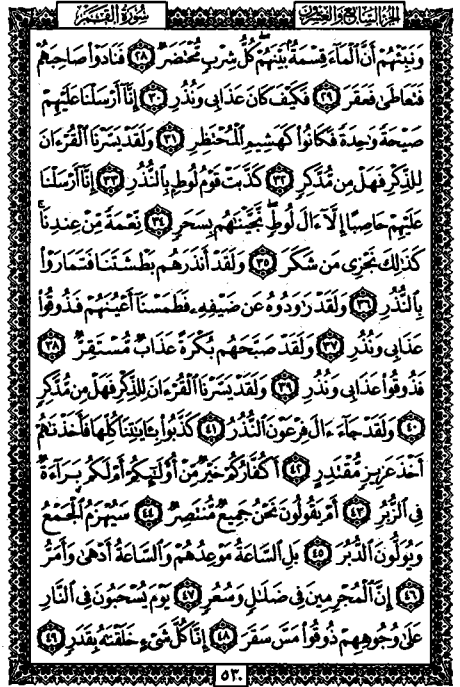 الجزء السابع والعشرون سورة القمر
وَنَبِّئْهُمْ أَنَّ ٱلْمَآءَ قِسْمَةٌۢ بَيْنَهُمْ ۖ كُلُّ شِرْبٍ مُّحْتَضَرٌ ﴿٢٨﴾ فَنَادَوْا۟ صَاحِبَهُمْ
فَتَعَاطَىٰ فَعَقَرَ ﴿٢٩﴾ فَكَيْفَ كَانَ عَذَابِى وَنُذُرِ ﴿٣٠﴾ إِنَّآ أَرْسَلْنَا عَلَيْهِمْ
صَيْحَةً وَٰحِدَةً فَكَانُوا۟ كَهَشِيمِ ٱلْمُحْتَظِرِ ﴿٣١﴾ وَلَقَدْ يَسَّرْنَا ٱلْقُرْءَانَ
لِلذِّكْرِ فَهَلْ مِن مُّدَّكِرٍ ﴿٣٢﴾ كَذَّبَتْ قَوْمُ لُوطٍۭ بِٱلنُّذُرِ ﴿٣٣﴾ إِنَّآ أَرْسَلْنَا
عَلَيْهِمْ حَاصِبًا إِلَّآ ءَالَ لُوطٍ ۖ نَّجَّيْنَٰهُم بِسَحَرٍ ﴿٣٤﴾ نِّعْمَةً مِّنْ عِندِنَا ۚ
كَذَٰلِكَ نَجْزِى مَن شَكَرَ ﴿٣٥﴾ وَلَقَدْ أَنذَرَهُم بَطْشَتَنَا فَتَمَارَوْا۟
بِٱلنُّذُرِ ﴿٣٦﴾ وَلَقَدْ رَٰوَدُوهُ عَن ضَيْفِهِۦ فَطَمَسْنَآ أَعْيُنَهُمْ فَذُوقُوا۟
عَذَابِى وَنُذُرِ ﴿٣٧﴾ وَلَقَدْ صَبَّحَهُم بُكْرَةً عَذَابٌ مُّسْتَقِرٌّ ﴿٣٨﴾
فَذُوقُوا۟ عَذَابِى وَنُذُرِ ﴿٣٩﴾ وَلَقَدْ يَسَّرْنَا ٱلْقُرْءَانَ لِلذِّكْرِ فَهَلْ مِن مُّدَّكِرٍ
﴿٤٠﴾ وَلَقَدْ جَآءَ ءَالَ فِرْعَوْنَ ٱلنُّذُرُ ﴿٤١﴾ كَذَّبُوا۟ بِـَٔايَٰتِنَا كُلِّهَا فَأَخَذْنَٰهُمْ
أَخْذَ عَزِيزٍ مُّقْتَدِرٍ ﴿٤٢﴾ أَكُفَّارُكُمْ خَيْرٌ مِّنْ أُو۟لَٰٓئِكُمْ أَمْ لَكُم بَرَآءَةٌ
فِى ٱلزُّبُرِ ﴿٤٣﴾ أَمْ يَقُولُونَ نَحْنُ جَمِيعٌ مُّنتَصِرٌ ﴿٤٤﴾ سَيُهْزَمُ ٱلْجَمْعُ
وَيُوَلُّونَ ٱلدُّبُرَ ﴿٤٥﴾ بَلِ ٱلسَّاعَةُ مَوْعِدُهُمْ وَٱلسَّاعَةُ أَدْهَىٰ وَأَمَرُّ
﴿٤٦﴾ إِنَّ ٱلْمُجْرِمِينَ فِى ضَلَٰلٍ وَسُعُرٍ ﴿٤٧﴾ يَوْمَ يُسْحَبُونَ فِى ٱلنَّارِ
عَلَىٰ وُجُوهِهِمْ ذُوقُوا۟ مَسَّ سَقَرَ ﴿٤٨﴾ إِنَّا كُلَّ شَىْءٍ خَلَقْنَٰهُ بِقَدَرٍ ﴿٤٩﴾
٥٣٠